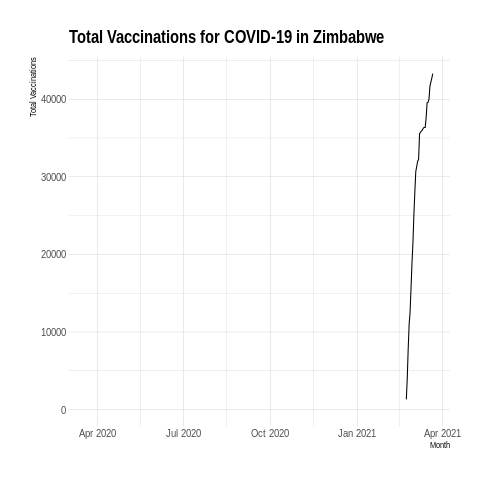 Total Vaccinations for COVID-19 in Zimbabwe
Total Vaccinations
40000
30000
20000
10000
0
Apr 2020 Jul 2020 Oct 2020 Jan 2021 Apr 2021
Month